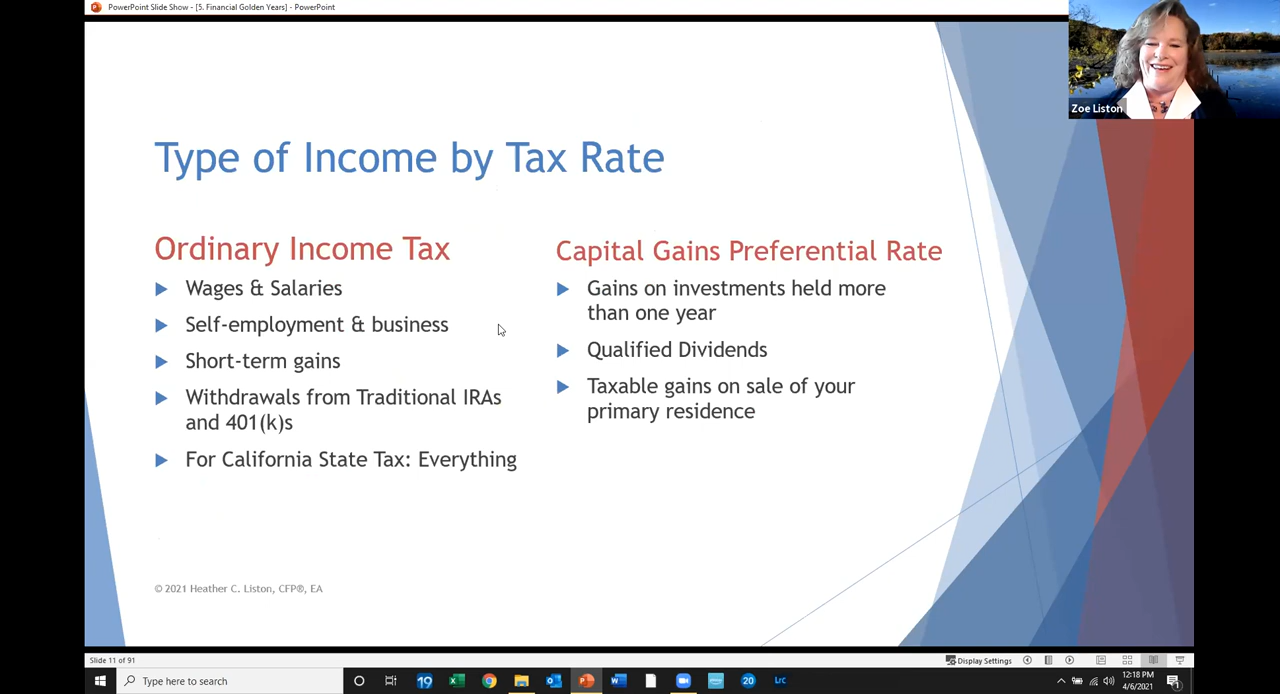 PowerPoint Slide Show - [5. Financial Golden Years] - PowerPoint
Zoe Liston
Type of Income by Tax Rate
Ordinary Income Tax
Wages & Salaries
Self-employment & business
Short-term gains
Withdrawals from Traditional IRAs
and 401(k)s
For California State Tax: Everything
Capital Gains Preferential Rate
Gains on investments held more
than one year
Qualified Dividends
Taxable gains on sale of your
primary residence
© 2021 Heather C. Liston, CFP®, EA
Slide 11 of 91
Display Settings
Type here to search
19
20
Lrc
12:18 PM
4/6/2021
1